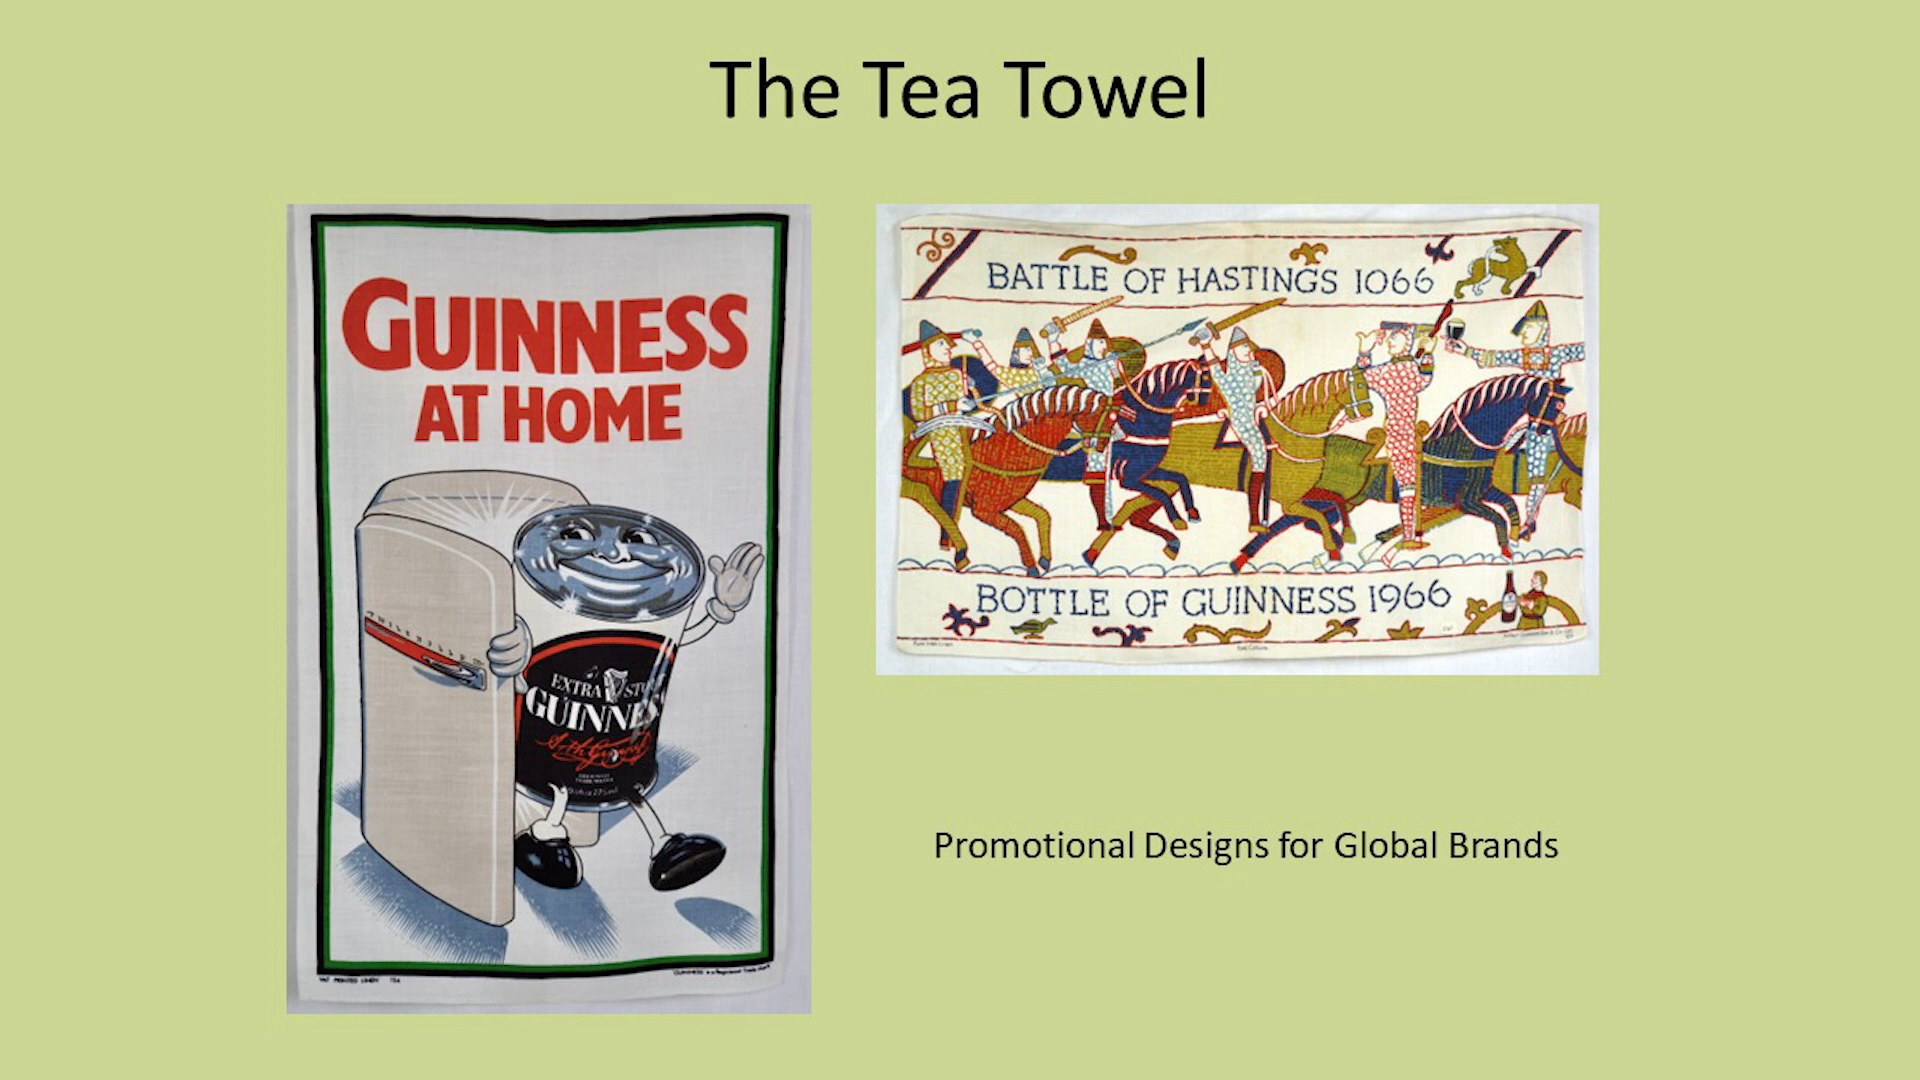 The Tea Towel
GUINNESS
AT HOME
EXTRA
GUINNES
BATTLE OF HASTINGS 1066
BOTTLE OF GUINNESS 1966
Promotional Designs for Global Brands